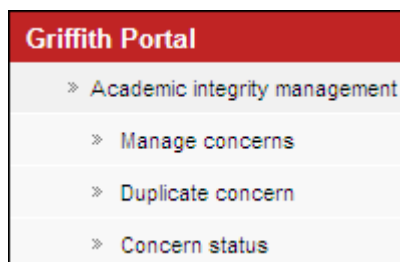 Griffith Portal
» Academic integrity management
» Manage concerns
» Duplicate concern
» Concern status